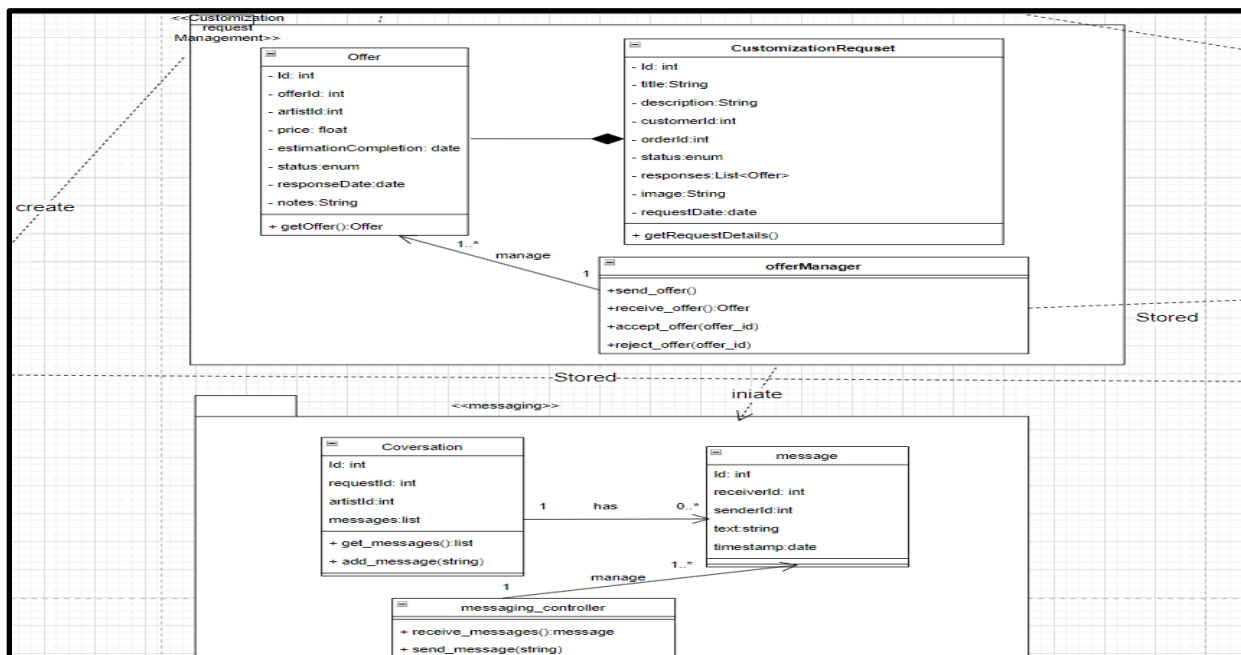 <<Customization
request
Management>>
Offer
- Id: int
- offerId: int
- artistId:int
- price: float
- estimationCompletion: date
- status:enum
- responseDate:date
- notes:String
+ getOffer():Offer
CustomizationRequset
- Id: int
- title:String
- description:String
- customerId:int
- orderId:int
- status:enum
- responses:List<Offer>
- image:String
- requestDate:date
+ getRequestDetails()
create
1..*
manage
1
offerManager
+send_offer()
+receive_offer():Offer
+accept_offer(offer_id)
+reject_offer(offer_id)
Stored
Stored
iniate
<<messaging>>
Coversation
Id: int
requestId: int
artistId:int
messages:list
+ get_messages():list
+ add_message(string)
1 has 0..*
message
Id: int
receiverId: int
senderId:int
text:string
timestamp:date
1..*
manage
1
messaging_controller
+ receive_messages():message
+ send_message(string)